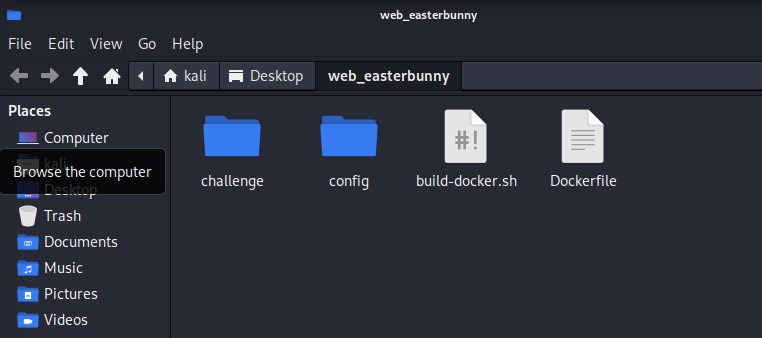 web_easterbunny
File Edit View Go Help
kali Desktop web_easterbunny
Places
Computer
kali
Browse the computer
Desktop
Trash
Documents
Music
Pictures
Videos
#!
challenge config build-docker.sh Dockerfile